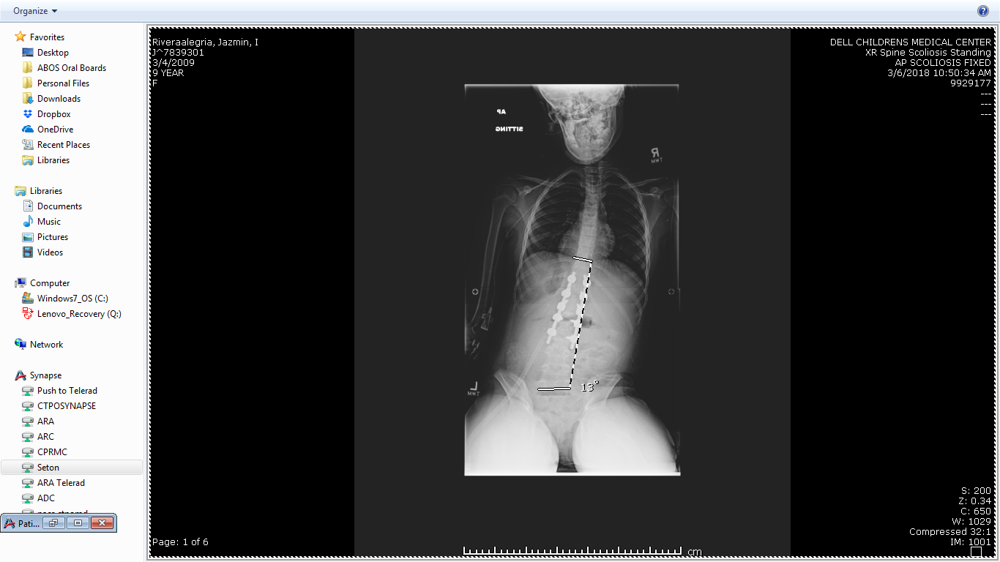 Organize
Favorites
Desktop
ABOS Oral Boards
Personal Files
Downloads
Dropbox
OneDrive
Recent Places
Libraries
Libraries
Documents
Music
Pictures
Videos
Computer
Windows7_OS (C:)
Lenovo_Recovery (Q:)
Network
Synapse
Push to Telerad
CTPOSYNAPSE
ARA
ARC
CPRMC
Seton
ARA Telerad
ADC
Pati...
Riveraalegria, Jazmin, I
J^7839301
3/4/2009
9 YEAR
F
DELL CHILDRENS MEDICAL CENTER
XR Spine Scoliosis Standing
AP SCOLIOSIS FIXED
3/6/2018 10:50:34 AM
9929177
---
---
---
AP
SITTING
R
TWM
L
MWT
13°
S: 200
Z: 0.34
C: 650
W: 1029
Compressed 32:1
IM: 1001
Page: 1 of 6
cm